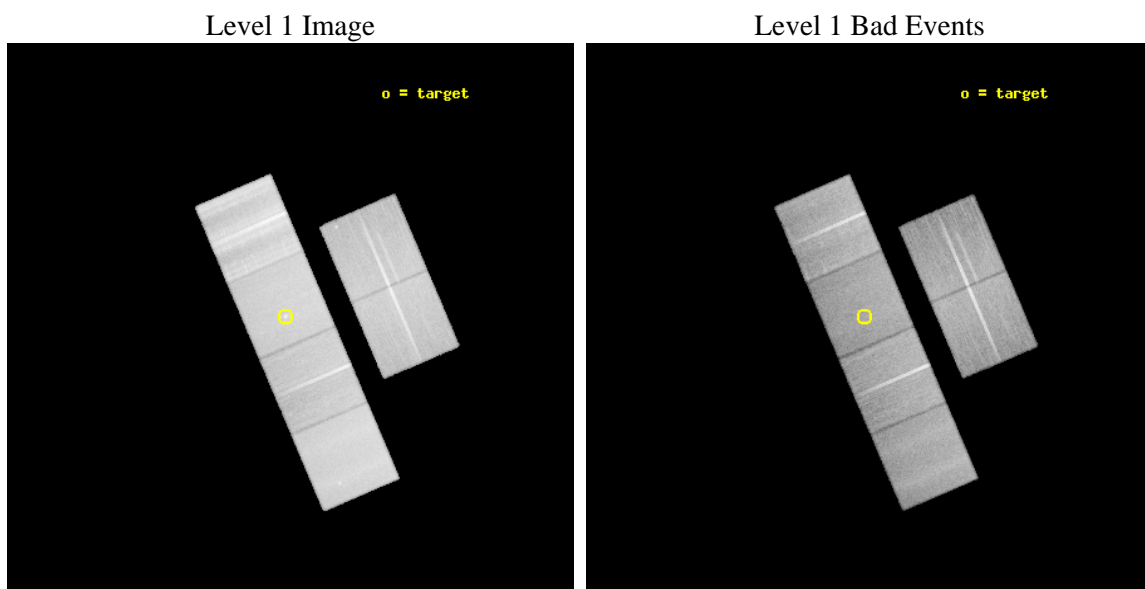 Level 1 Image
Level 1 Bad Events
o = target
o = target